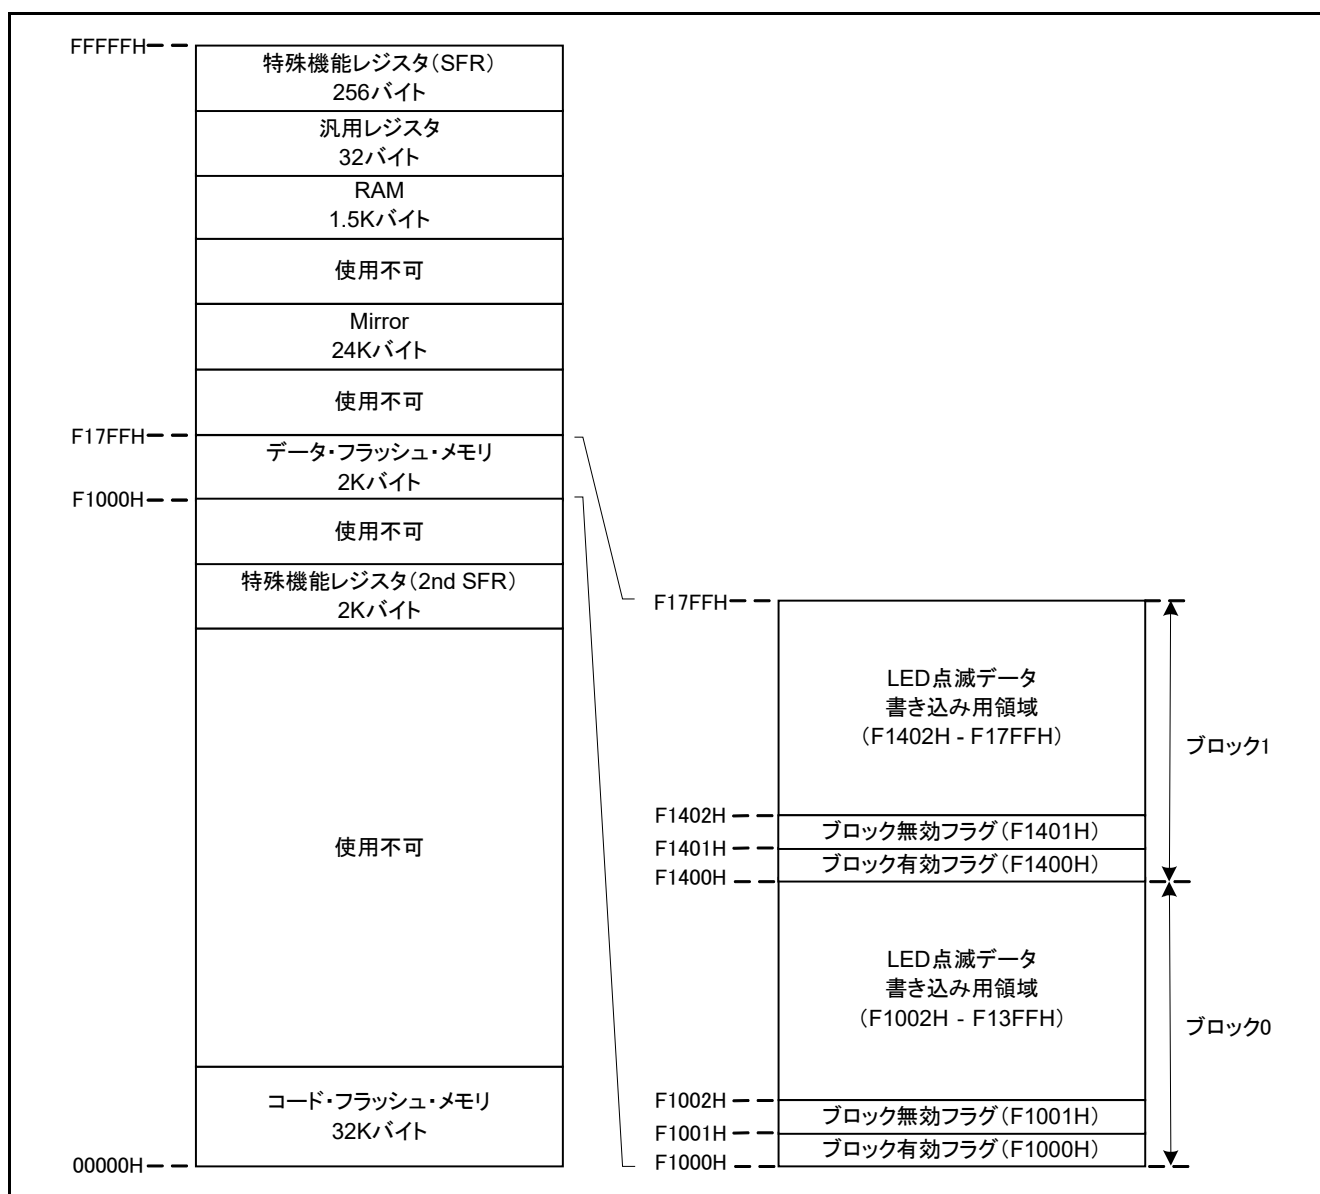 FFFFFH
特殊機能レジスタ(SFR)
256バイト
汎用レジスタ
32バイト
RAM
1.5Kバイト
使用不可
Mirror
24Kバイト
使用不可
F17FFH
データ・フラッシュ・メモリ
2Kバイト
F1000H
使用不可
特殊機能レジスタ(2nd SFR)
2Kバイト
使用不可
コード・フラッシュ・メモリ
32Kバイト
00000H
F17FFH
LED点滅データ
書き込み用領域
(F1402H - F17FFH)
ブロック1
F1402H
ブロック無効フラグ(F1401H)
F1401H
ブロック有効フラグ(F1400H)
F1400H
LED点滅データ
書き込み用領域
(F1002H - F13FFH)
ブロック0
F1002H
ブロック無効フラグ(F1001H)
F1001H
ブロック有効フラグ(F1000H)
F1000H